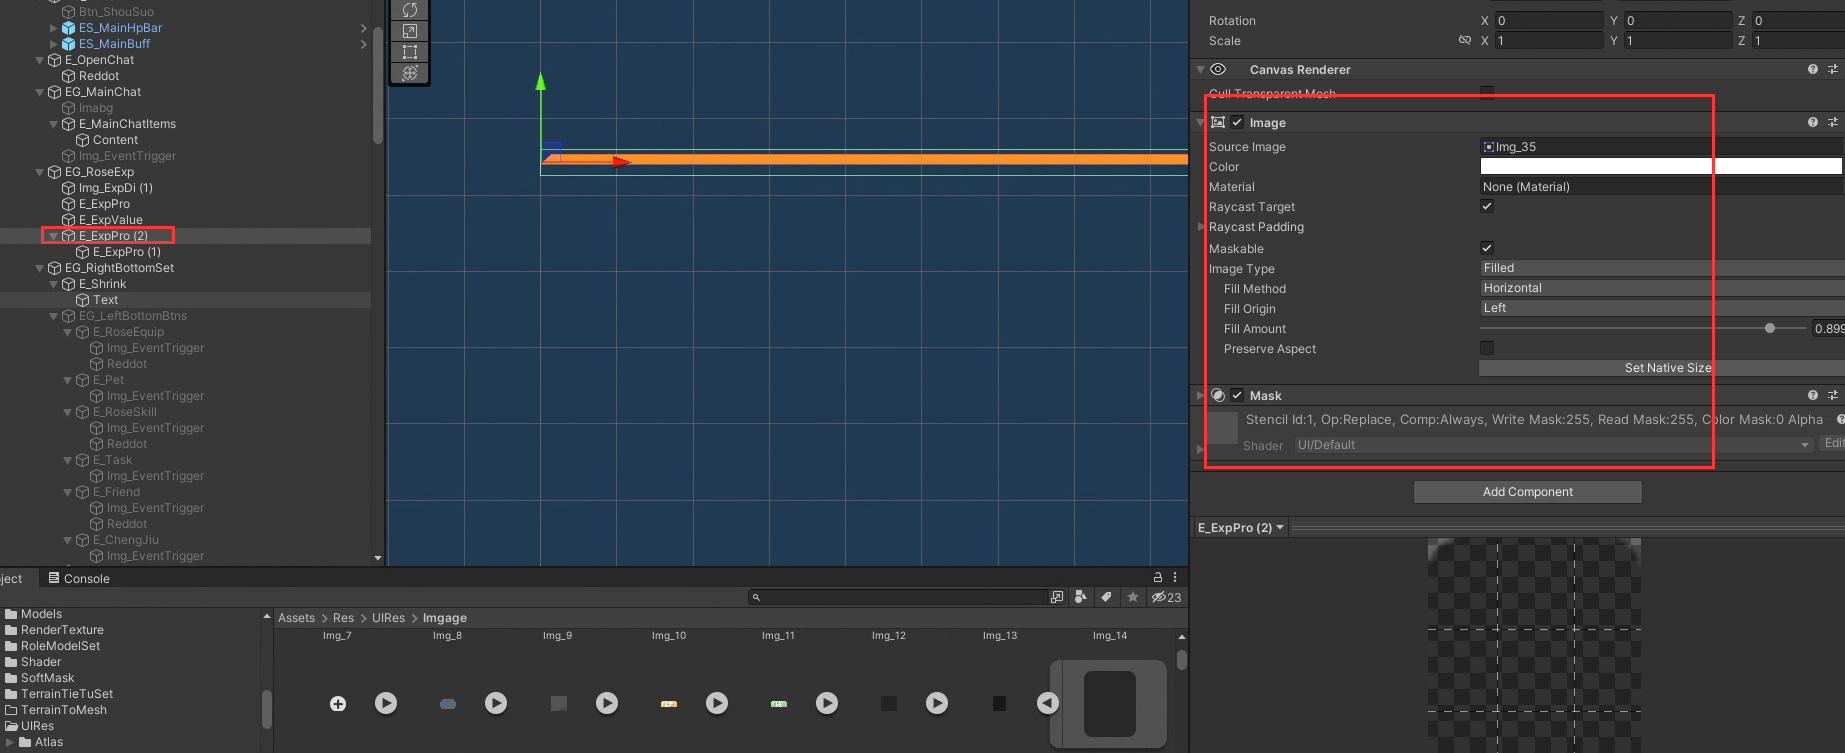 Btn_ShouSuo
ES_MainHpBar
ES_MainBuff
E_OpenChat
Reddot
EG_MainChat
Imabg
E_MainChatItems
Content
Img_EventTrigger
EG_RoseExp
Img_ExpDi (1)
E_ExpPro
E_ExpValue
E_ExpPro (2)
E_ExpPro (1)
EG_RightBottomSet
E_Shrink
Text
EG_LeftBottomBtns
E_RoseEquip
Img_EventTrigger
Reddot
E_Pet
Img_EventTrigger
E_RoseSkill
Img_EventTrigger
Reddot
E_Task
Img_EventTrigger
E_Friend
Img_EventTrigger
Reddot
E_ChengJiu
Img_EventTrigger
Rotation X 0 Y 0 Z 0
Scale X 1 Y 1 Z 1
Canvas Renderer
Cull Transparent Mesh
Image
Source Image Img_35
Color
Material None (Material)
Raycast Target
Raycast Padding
Maskable
Image Type Filled
Fill Method Horizontal
Fill Origin Left
Fill Amount 0.899
Preserve Aspect
Set Native Size
Mask
Stencil Id:1, Op:Replace, Comp:Always, Write Mask:255, Read Mask:255, Color Mask:0 Alpha
Shader UI/Default Edit
Add Component
E_ExpPro (2)
ject Console
23
Models
RenderTexture
RoleModelSet
Shader
SoftMask
TerrainTieTuSet
TerrainToMesh
UIRes
Atlas
Assets > Res > UIRes > Imgage
Img_7 Img_8 Img_9 Img_10 Img_11 Img_12 Img_13 Img_14